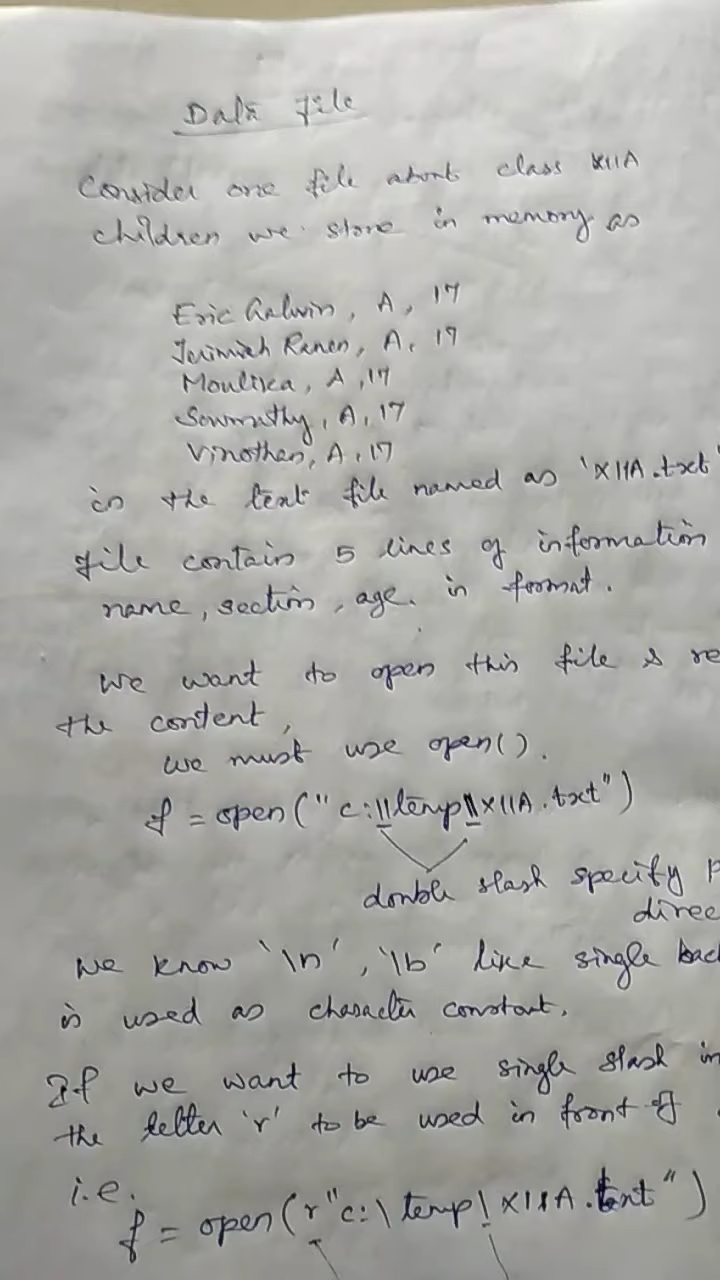 Data file
Consider one file about class XIIA
children we store in memory as
Eric Galwin, A, 17
Jerimiah Ranen, A, 17
Moulika, A, 17
Sowmithy, A, 17
Vinothan, A, 17
in the text file named as 'XIIA.txt'
file contain 5 lines of information
name, section, age. in format.
We want to open this file & re
the content,
we must use open().
f = open("c:\\temp\\XIIA.txt")
double slash specify P
direc
We know '\n', '\b' like single back
is used as character constant.
If we want to use single slash in
the letter 'r' to be used in front of
i.e.
f = open(r"c:\temp\XIIA.text")